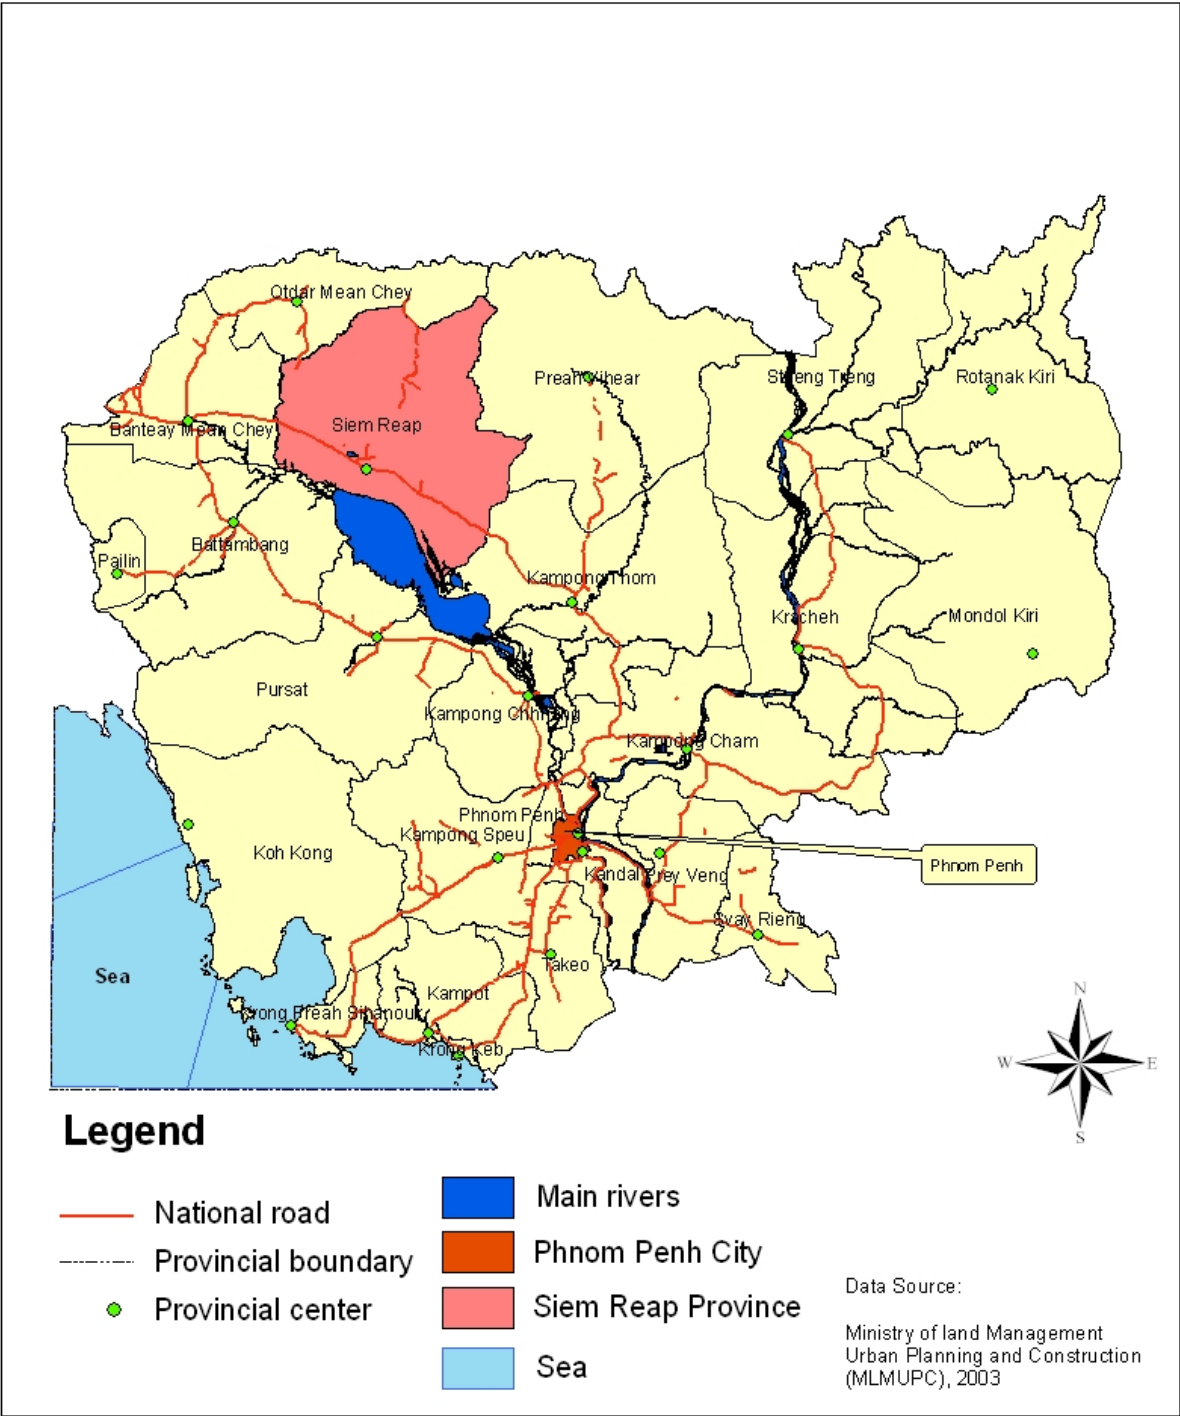 Otdar Mean Chey
Preah Vihear
Streng Treng
Rotanak Kiri
Banteay Mean Chey
Siem Reap
Battambang
Pailin
Kampong Thom
Kracheh
Mondol Kiri
Pursat
Kampong Chhnang
Kampong Cham
Phnom Penh
Kampong Speu
Koh Kong
Phnom Penh
Kandal
Prey Veng
Svay Rieng
Takeo
Sea
Kampot
Krong Preah Sihanouk
Krong Keb
N
W
E
S
Legend
National road
Provincial boundary
Provincial center
Main rivers
Phnom Penh City
Siem Reap Province
Sea
Data Source:
Ministry of land Management
Urban Planning and Construction
(MLMUPC), 2003